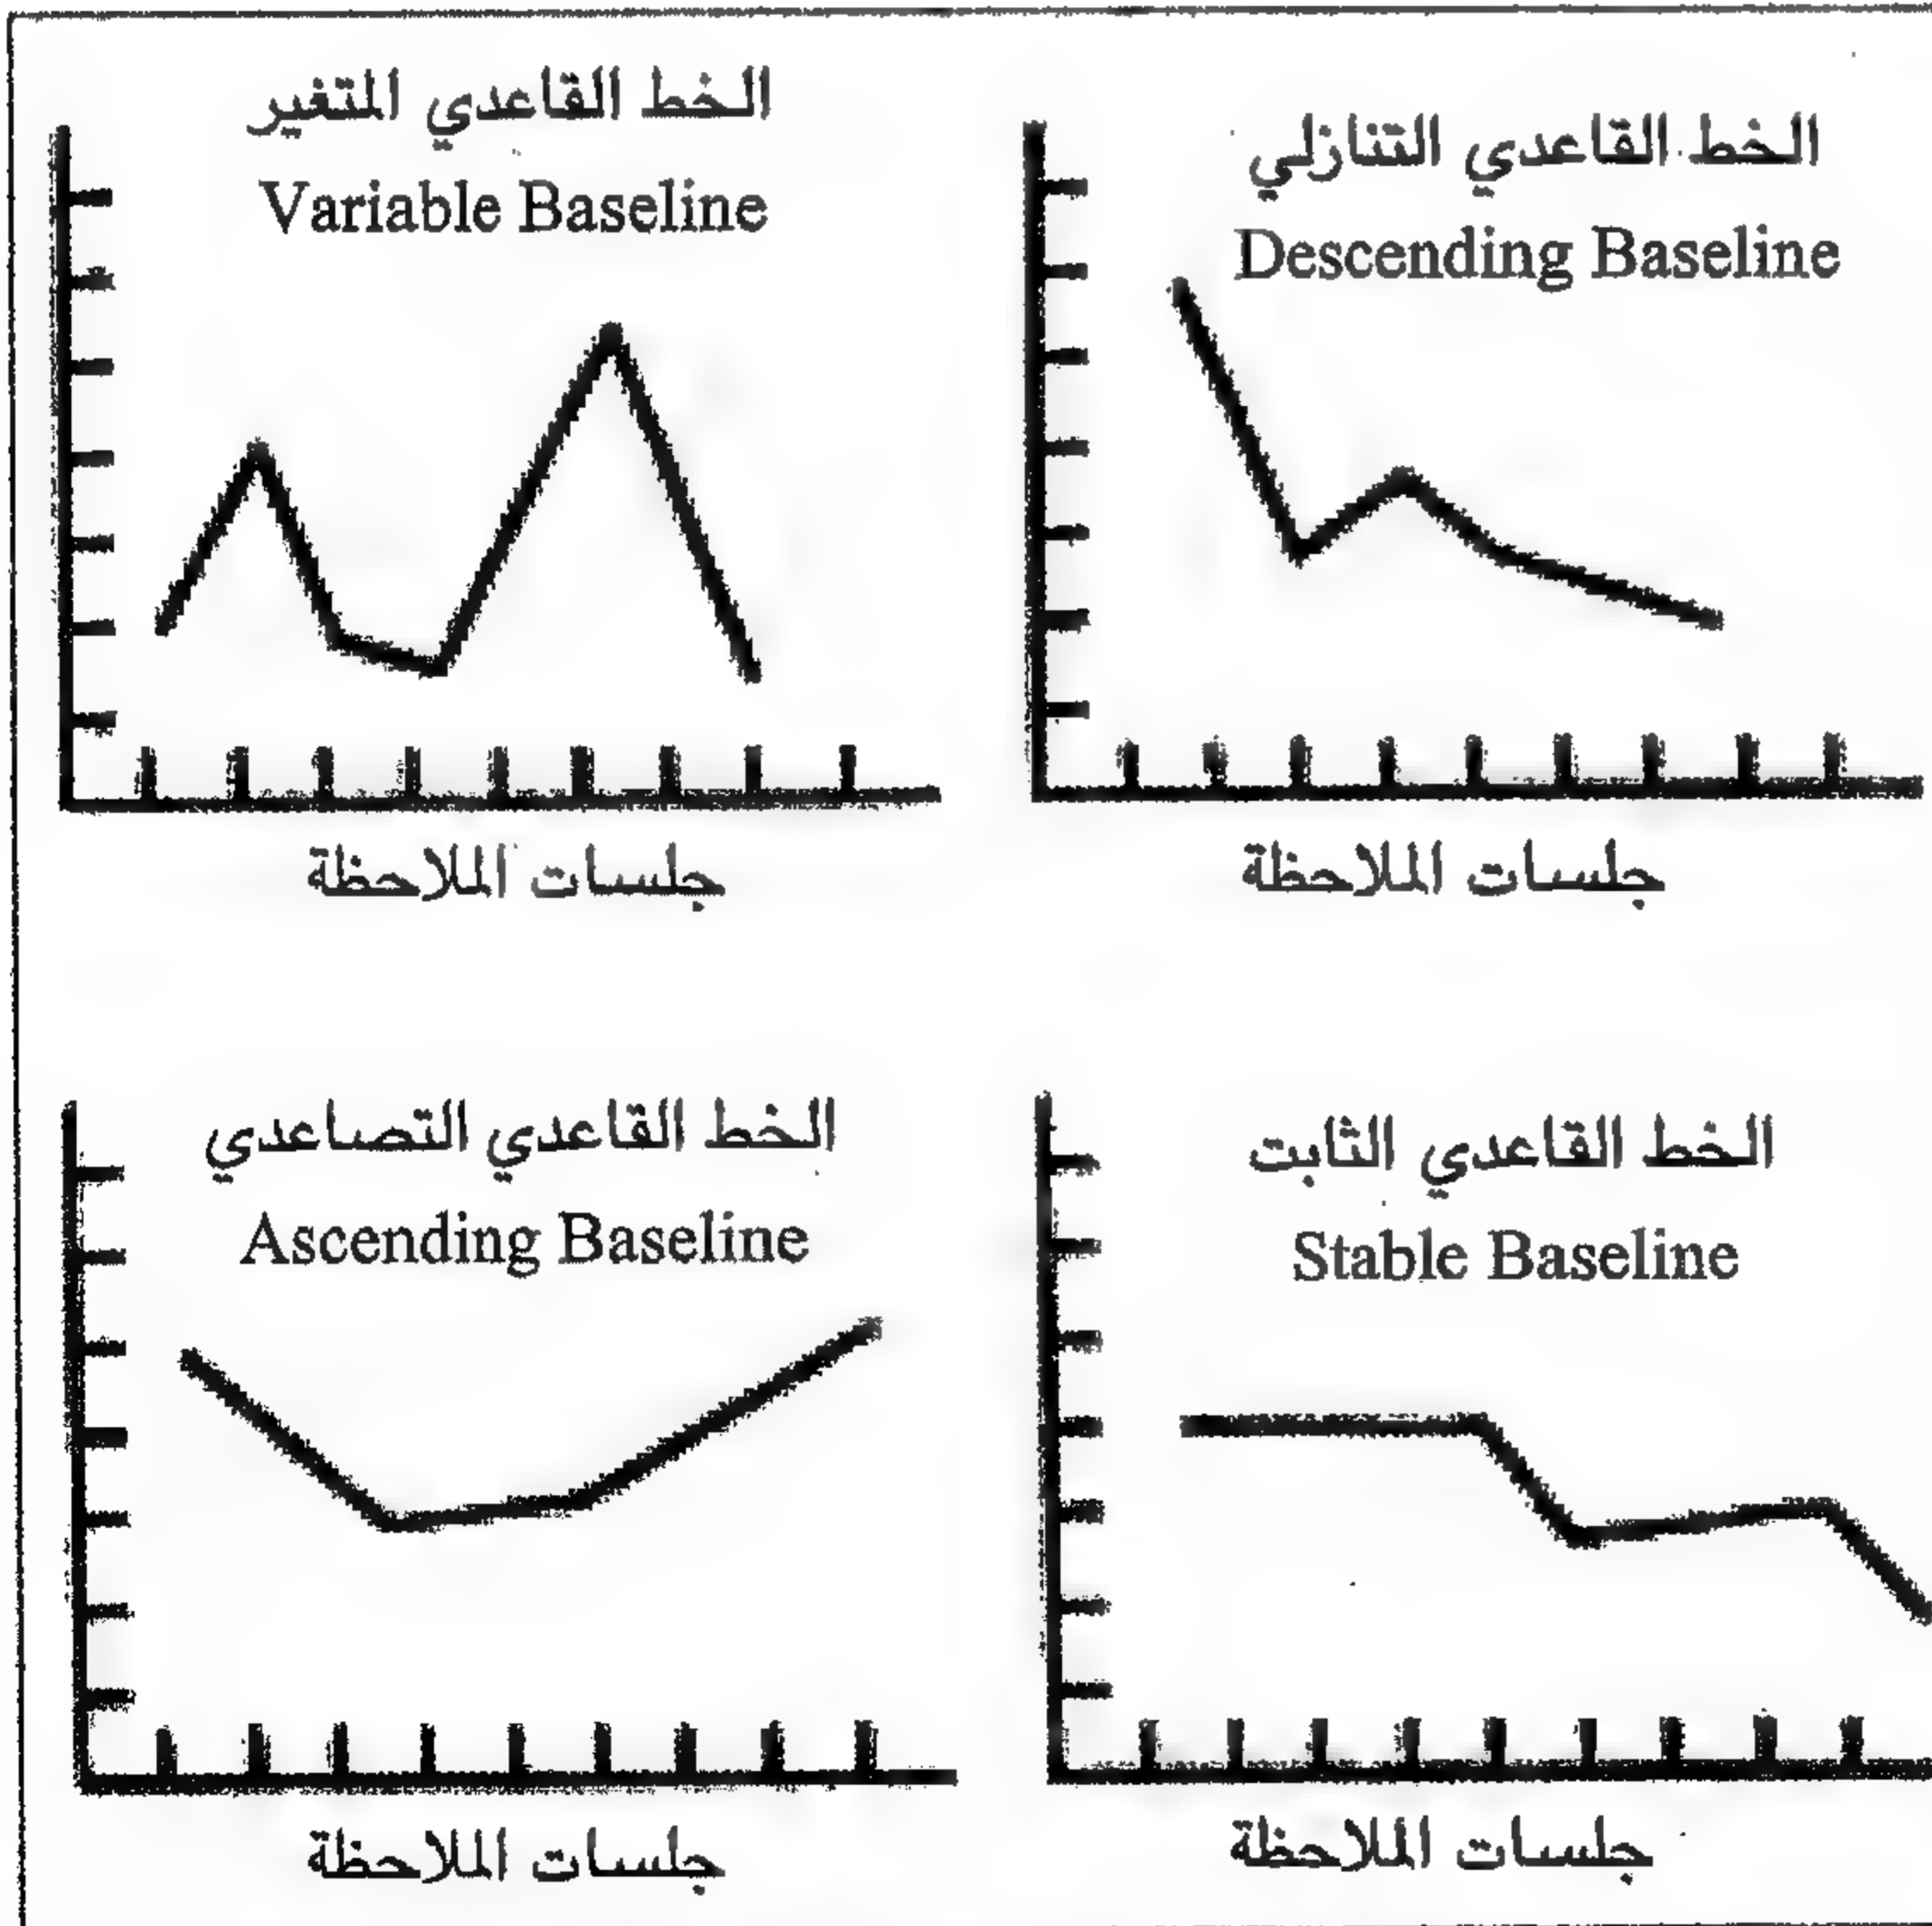 الخط القاعدي المتغير
Variable Baseline
جلسات الملاحظة
الخط القاعدي التنازلي
Descending Baseline
جلسات الملاحظة
الخط القاعدي التصاعدي
Ascending Baseline
جلسات الملاحظة
الخط القاعدي الثابت
Stable Baseline
جلسات الملاحظة